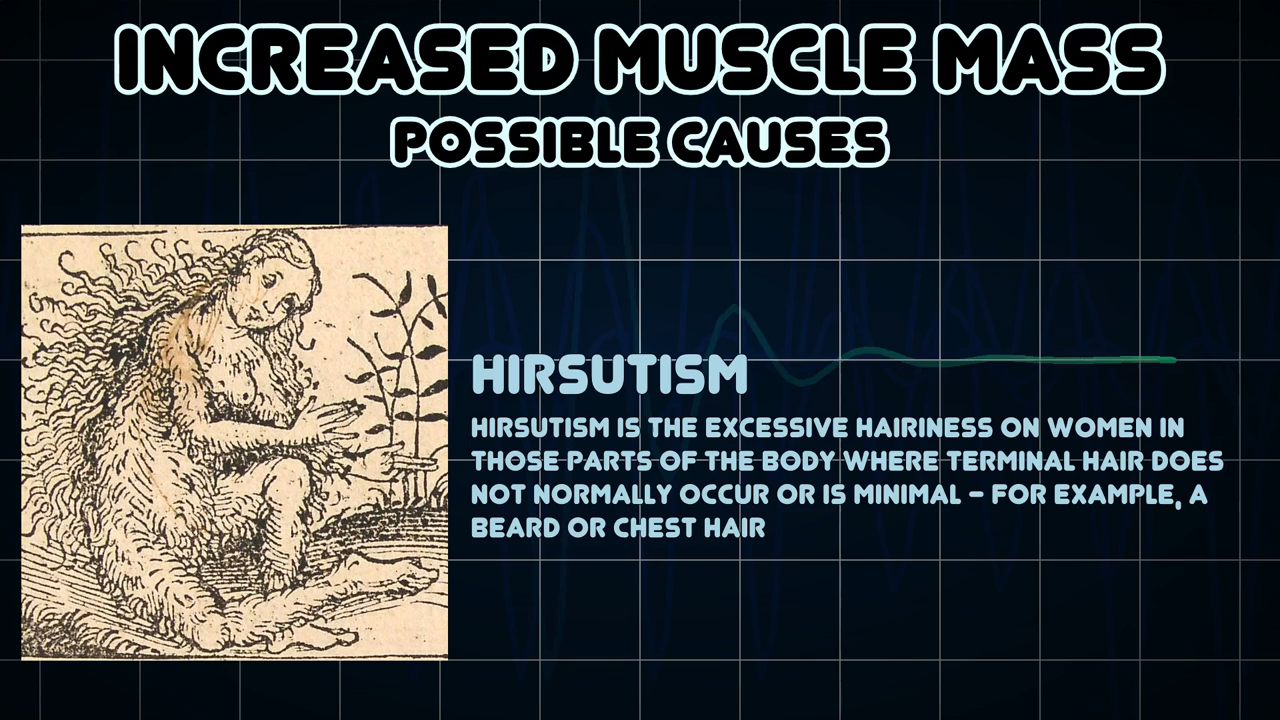 INCREASED MUSCLE MASS
POSSIBLE CAUSES
HIRSUTISM
HIRSUTISM IS THE EXCESSIVE HAIRINESS ON WOMEN IN
THOSE PARTS OF THE BODY WHERE TERMINAL HAIR DOES
NOT NORMALLY OCCUR OR IS MINIMAL – FOR EXAMPLE, A
BEARD OR CHEST HAIR